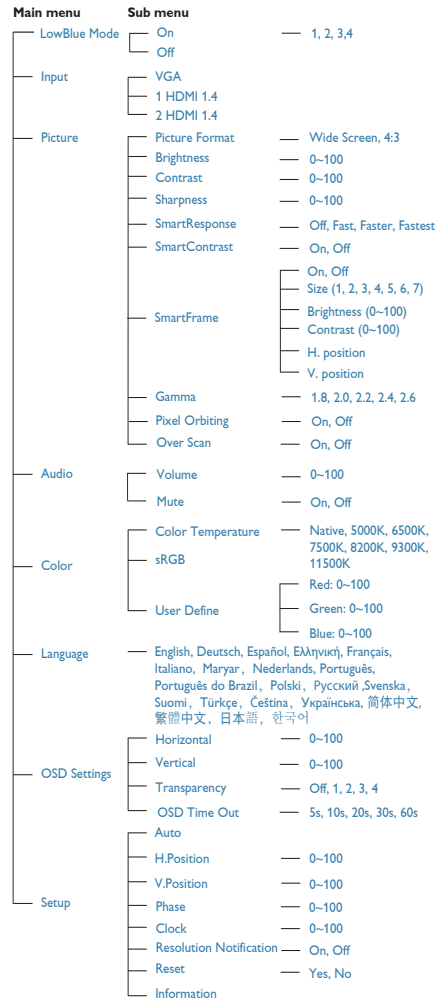 Main menu Sub menu
LowBlue Mode On 1, 2, 3,4
Off
Input VGA
1 HDMI 1.4
2 HDMI 1.4
Picture Picture Format Wide Screen, 4:3
Brightness 0~100
Contrast 0~100
Sharpness 0~100
SmartResponse Off, Fast, Faster, Fastest
SmartContrast On, Off
SmartFrame On, Off
Size (1, 2, 3, 4, 5, 6, 7)
Brightness (0~100)
Contrast (0~100)
H. position
V. position
Gamma 1.8, 2.0, 2.2, 2.4, 2.6
Pixel Orbiting On, Off
Over Scan On, Off
Audio Volume 0~100
Mute On, Off
Color Color Temperature Native, 5000K, 6500K,
7500K, 8200K, 9300K,
11500K
sRGB
User Define Red: 0~100
Green: 0~100
Blue: 0~100
Language English, Deutsch, Español, Ελληνική, Français,
Italiano, Maryar, Nederlands, Português,
Português do Brazil, Polski, Русский ,Svenska,
Suomi, Türkçe, Čeština, Українська, 简体中文,
繁體中文, 日本語, 한국어
OSD Settings Horizontal 0~100
Vertical 0~100
Transparency Off, 1, 2, 3, 4
OSD Time Out 5s, 10s, 20s, 30s, 60s
Setup Auto
H.Position 0~100
V.Position 0~100
Phase 0~100
Clock 0~100
Resolution Notification On, Off
Reset Yes, No
Information